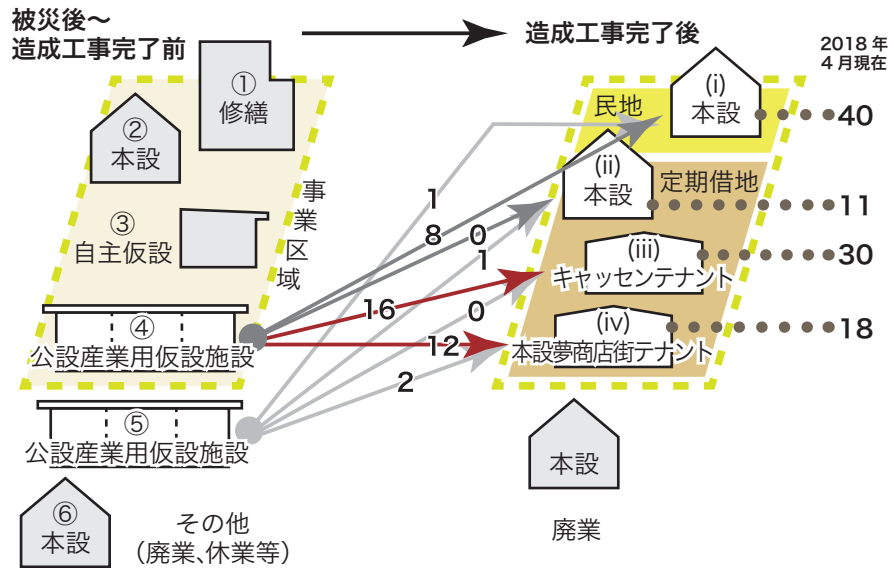 被災後～
造成工事完了前
造成工事完了後
2018 年
4 月現在
①
修繕
②
本設
③
自主仮設
事業区域
④
公設産業用仮設施設
⑤
公設産業用仮設施設
⑥
本設
その他
(廃業、休業等)
1
8
0
1
16
0
12
2
民地
(i)
本設
40
定期借地
(ii)
本設
11
(iii)
キャッセンテナント
30
(iv)
本設夢商店街テナント
18
本設
廃業